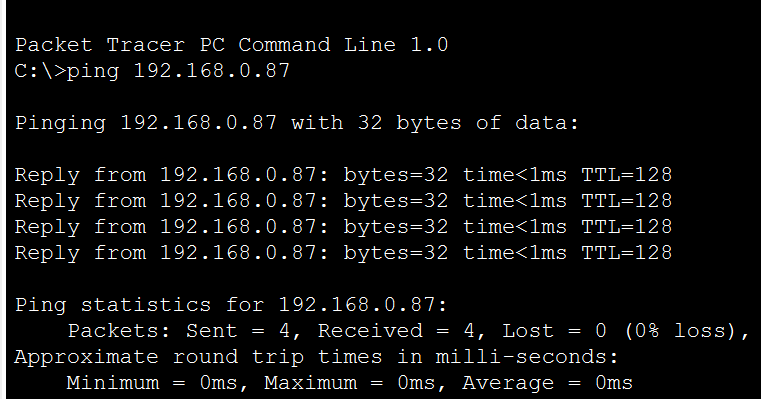 Packet Tracer PC Command Line 1.0
C:\>ping 192.168.0.87
Pinging 192.168.0.87 with 32 bytes of data:
Reply from 192.168.0.87: bytes=32 time<1ms TTL=128
Reply from 192.168.0.87: bytes=32 time<1ms TTL=128
Reply from 192.168.0.87: bytes=32 time<1ms TTL=128
Reply from 192.168.0.87: bytes=32 time<1ms TTL=128
Ping statistics for 192.168.0.87:
    Packets: Sent = 4, Received = 4, Lost = 0 (0% loss),
Approximate round trip times in milli-seconds:
    Minimum = 0ms, Maximum = 0ms, Average = 0ms